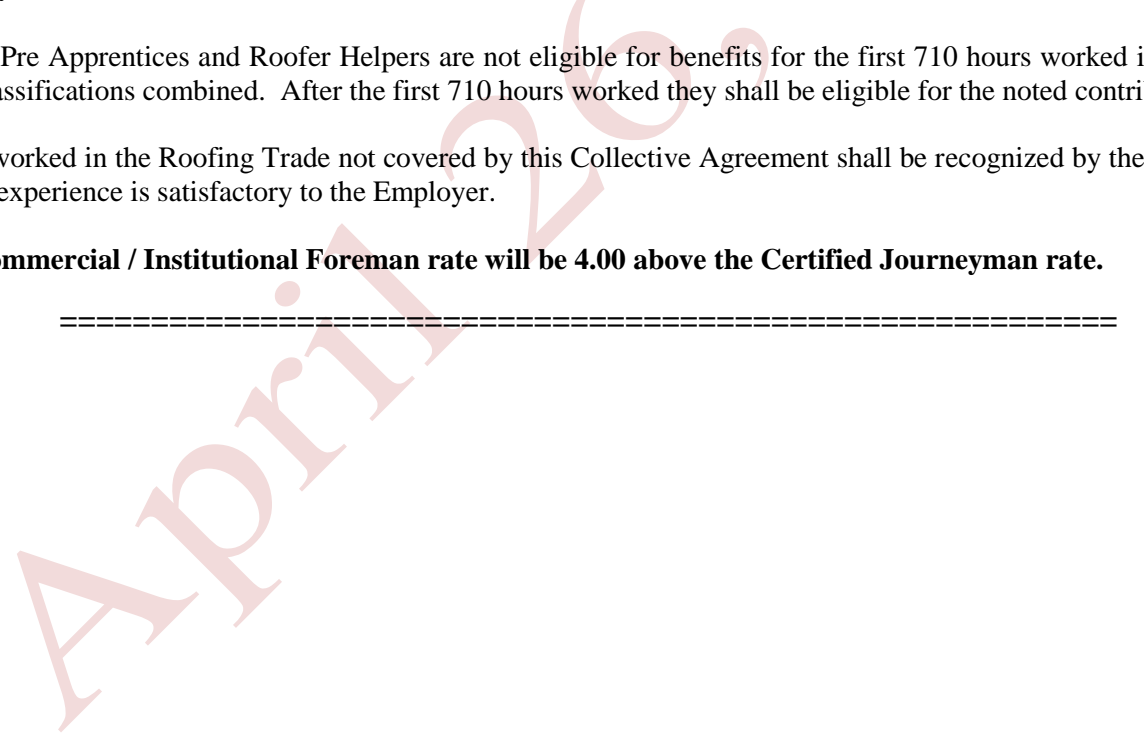 Pre Apprentices and Roofer Helpers are not eligible for benefits for the first 710 hours worked i
assifications combined.  After the first 710 hours worked they shall be eligible for the noted contri
worked in the Roofing Trade not covered by this Collective Agreement shall be recognized by the
experience is satisfactory to the Employer.
ommercial / Institutional Foreman rate will be 4.00 above the Certified Journeyman rate.
==========================================================
April 26,